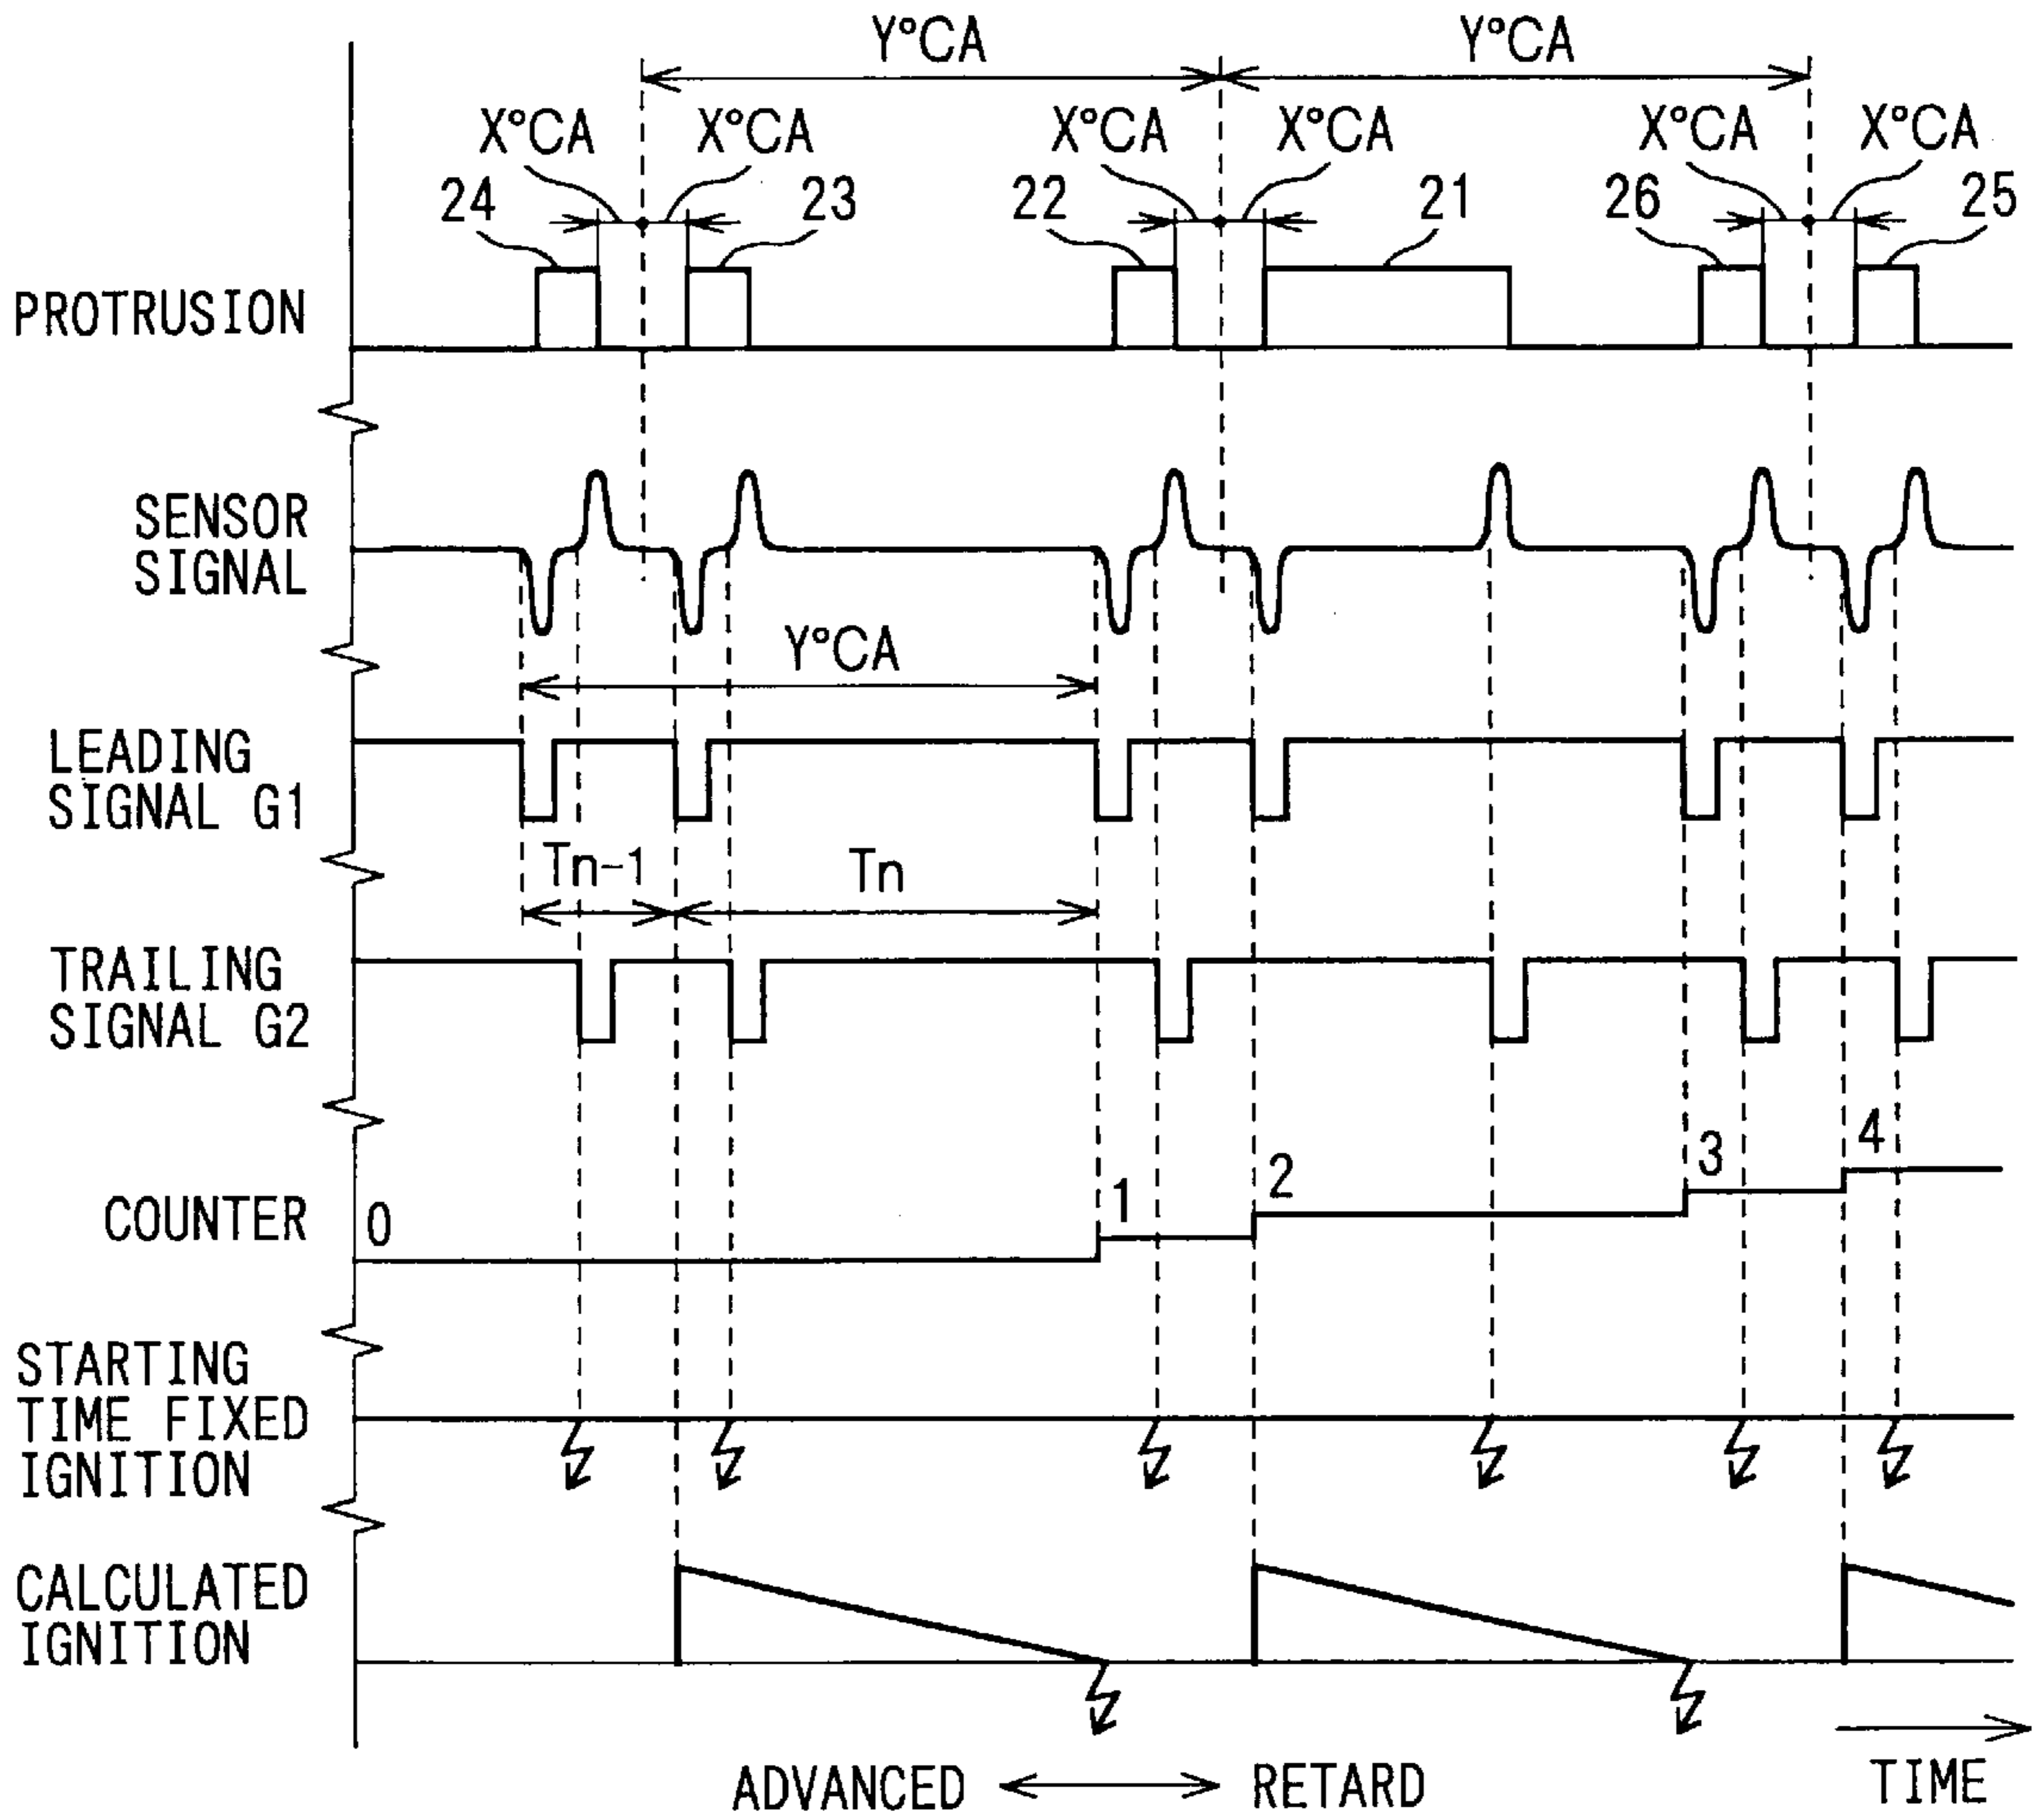 Y°CA Y°CA
X°CA X°CA X°CA X°CA X°CA X°CA
24 23 22 21 26 25
PROTRUSION
SENSOR
SIGNAL
Y°CA
LEADING
SIGNAL G1
Tn-1 Tn
TRAILING
SIGNAL G2
COUNTER
0 1 2 3 4
STARTING
TIME FIXED
IGNITION
CALCULATED
IGNITION
ADVANCED RETARD
TIME